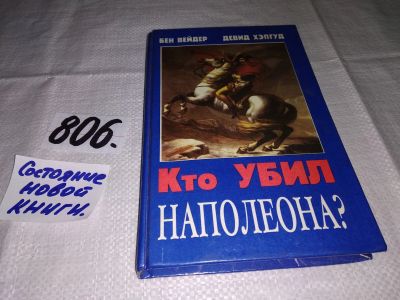 БЕН ВЕЙДЕР ДЕВИД ХЭПГУД
КТО УБИЛ
НАПОЛЕОНА?
806.
Состояние
новой
книги.